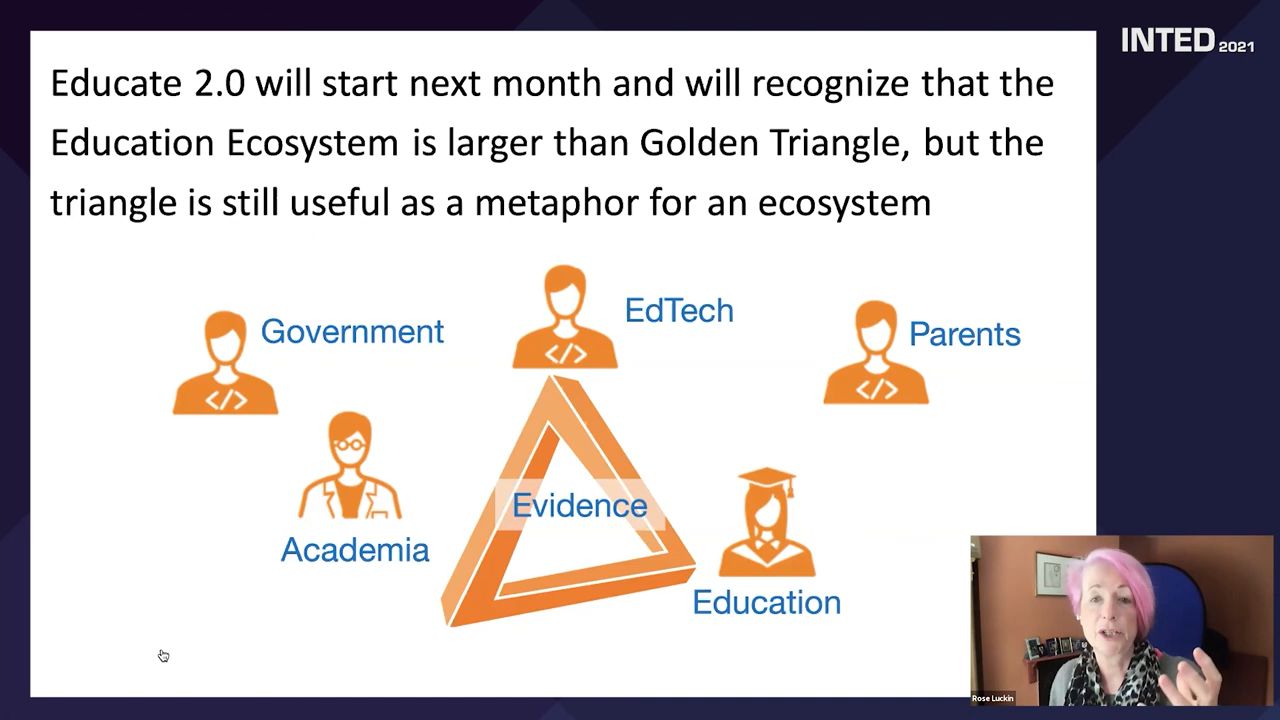 INTED 2021
Educate 2.0 will start next month and will recognize that the
Education Ecosystem is larger than Golden Triangle, but the
triangle is still useful as a metaphor for an ecosystem
Government
EdTech
Parents
</>
</>
</>
Evidence
Academia
Education
Rose Luckin